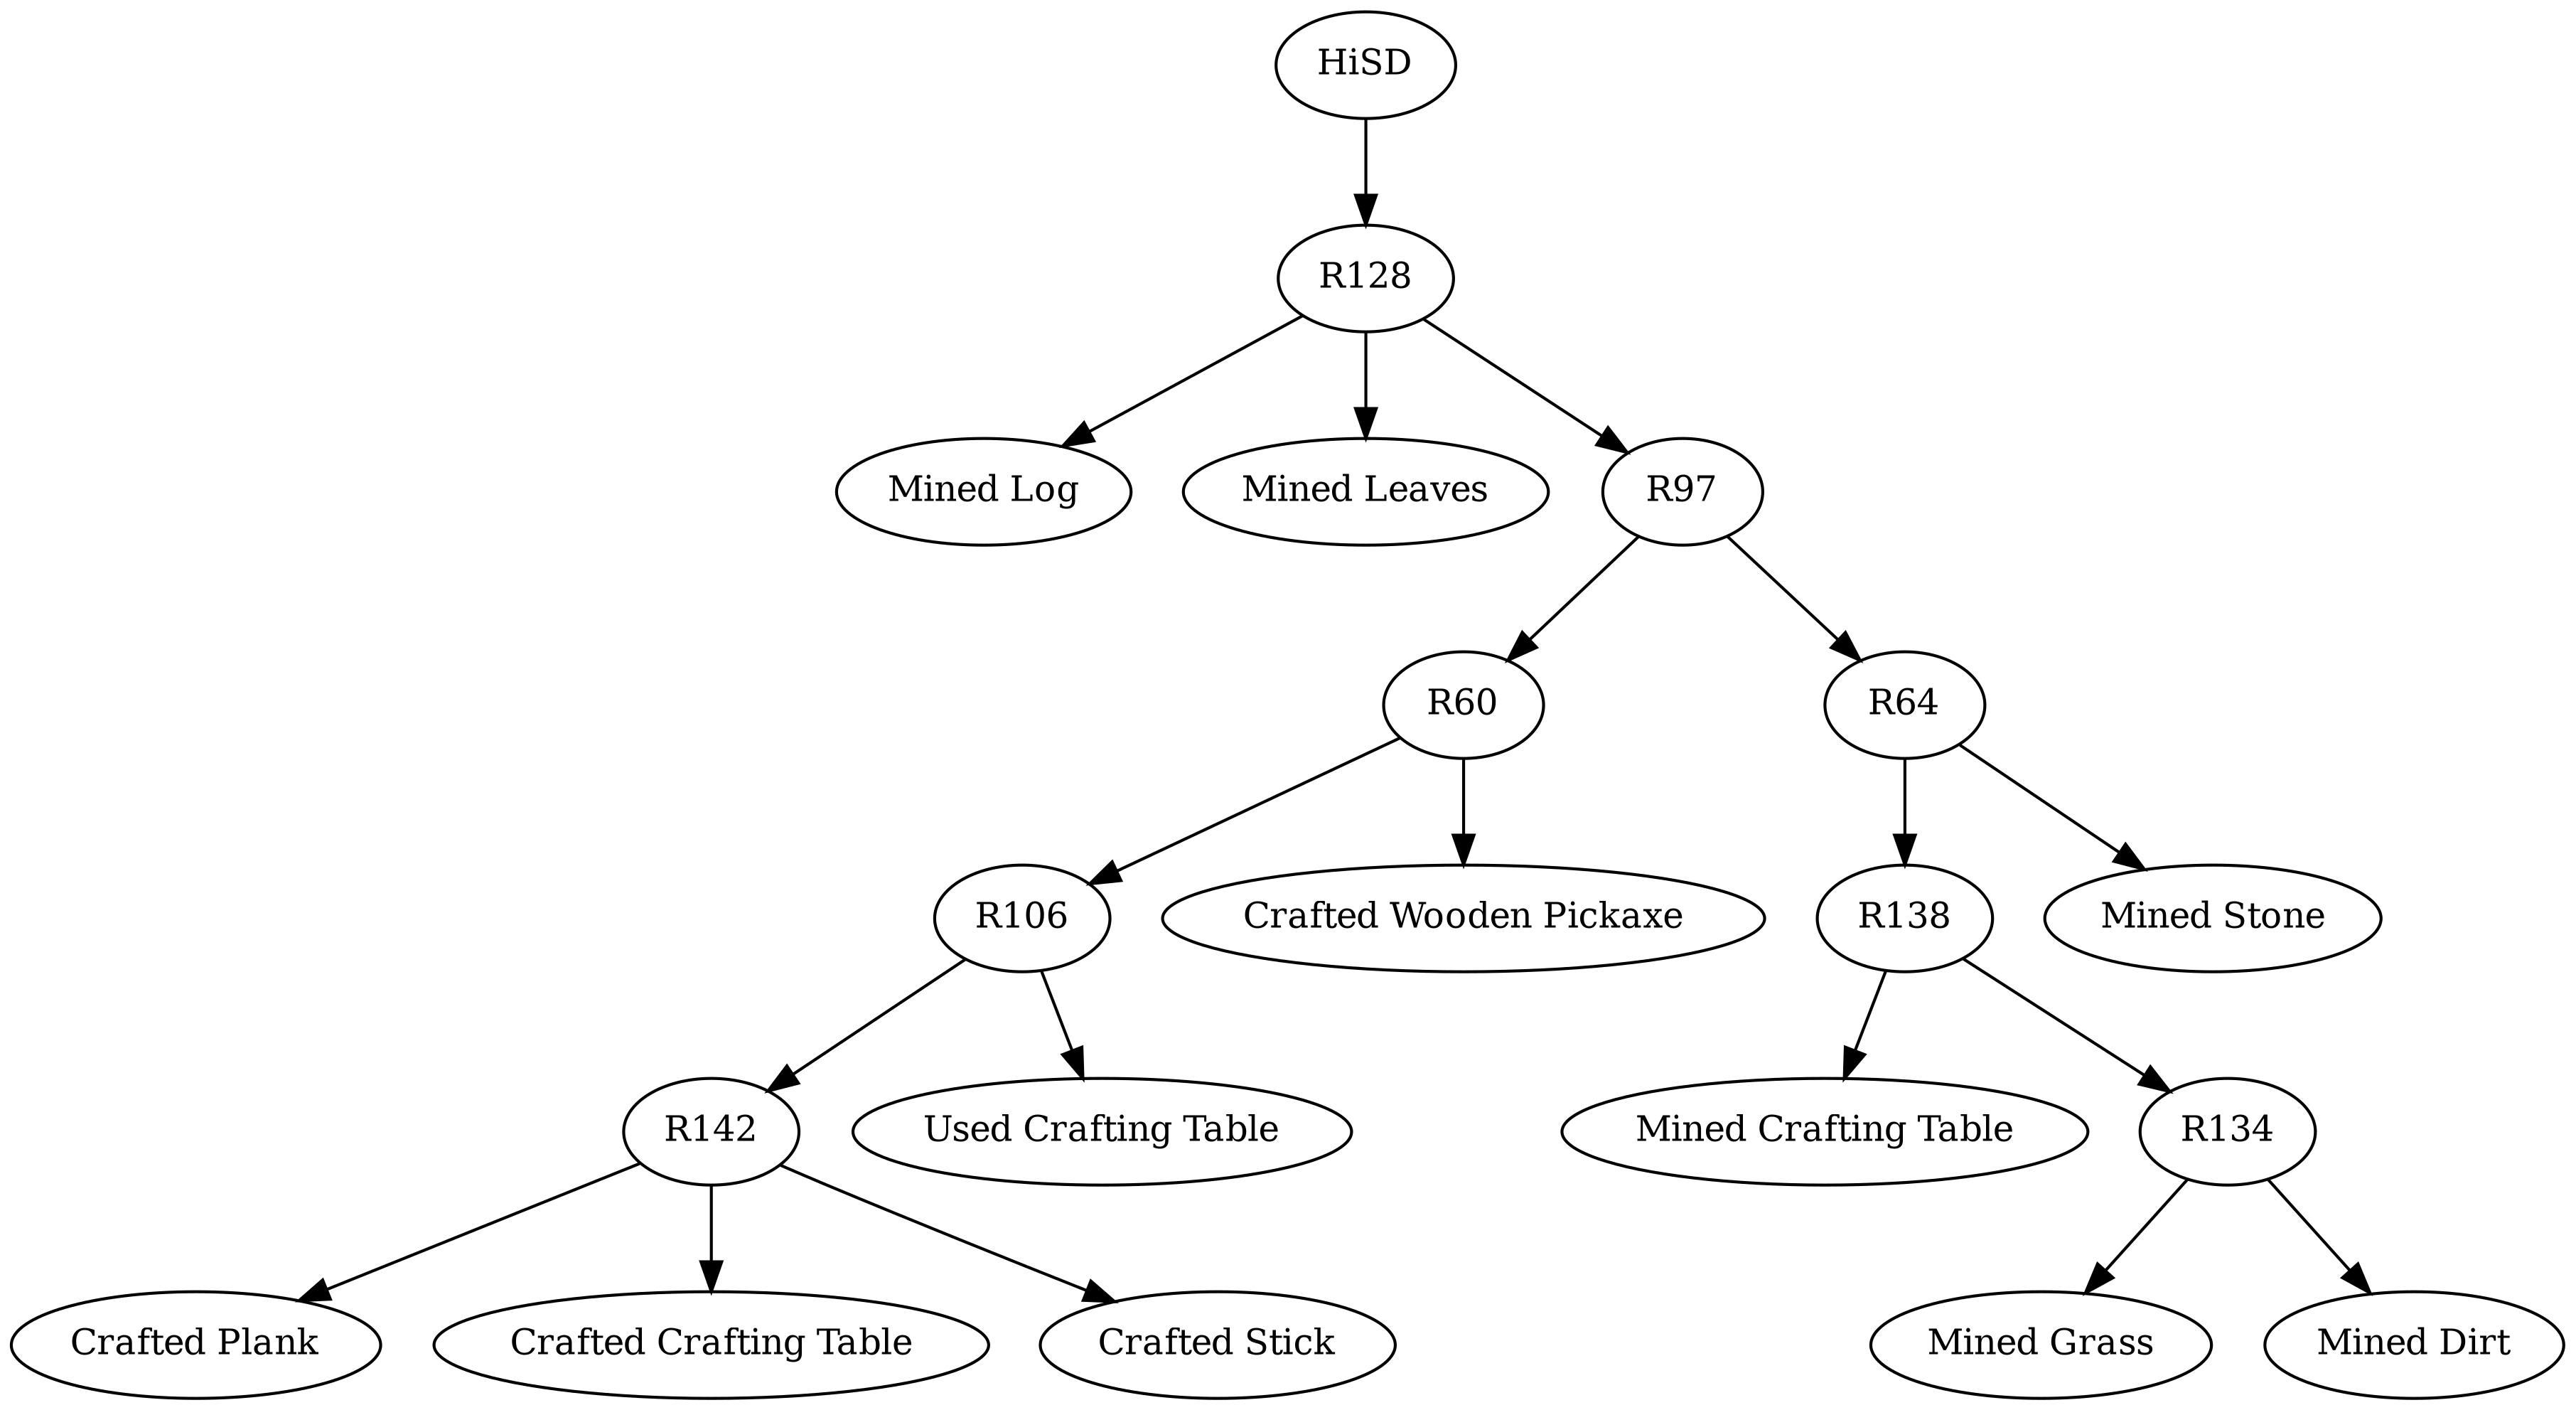 HiSD
R128
Mined Log
Mined Leaves
R97
R60
R64
R106
Crafted Wooden Pickaxe
R138
Mined Stone
R142
Used Crafting Table
Mined Crafting Table
R134
Crafted Plank
Crafted Crafting Table
Crafted Stick
Mined Grass
Mined Dirt